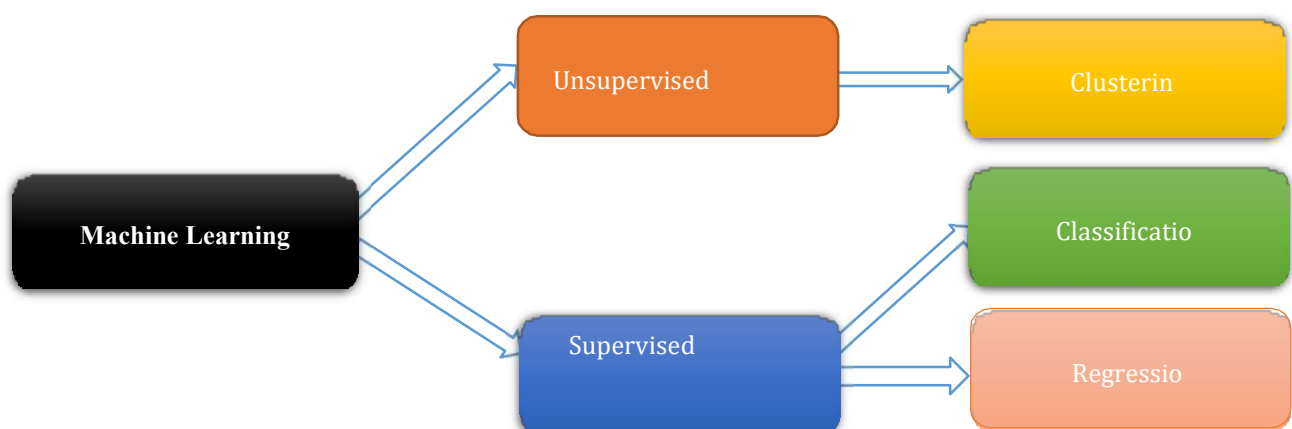 Unsupervised
Clusterin
Machine Learning
Classificatio
Supervised
Regressio